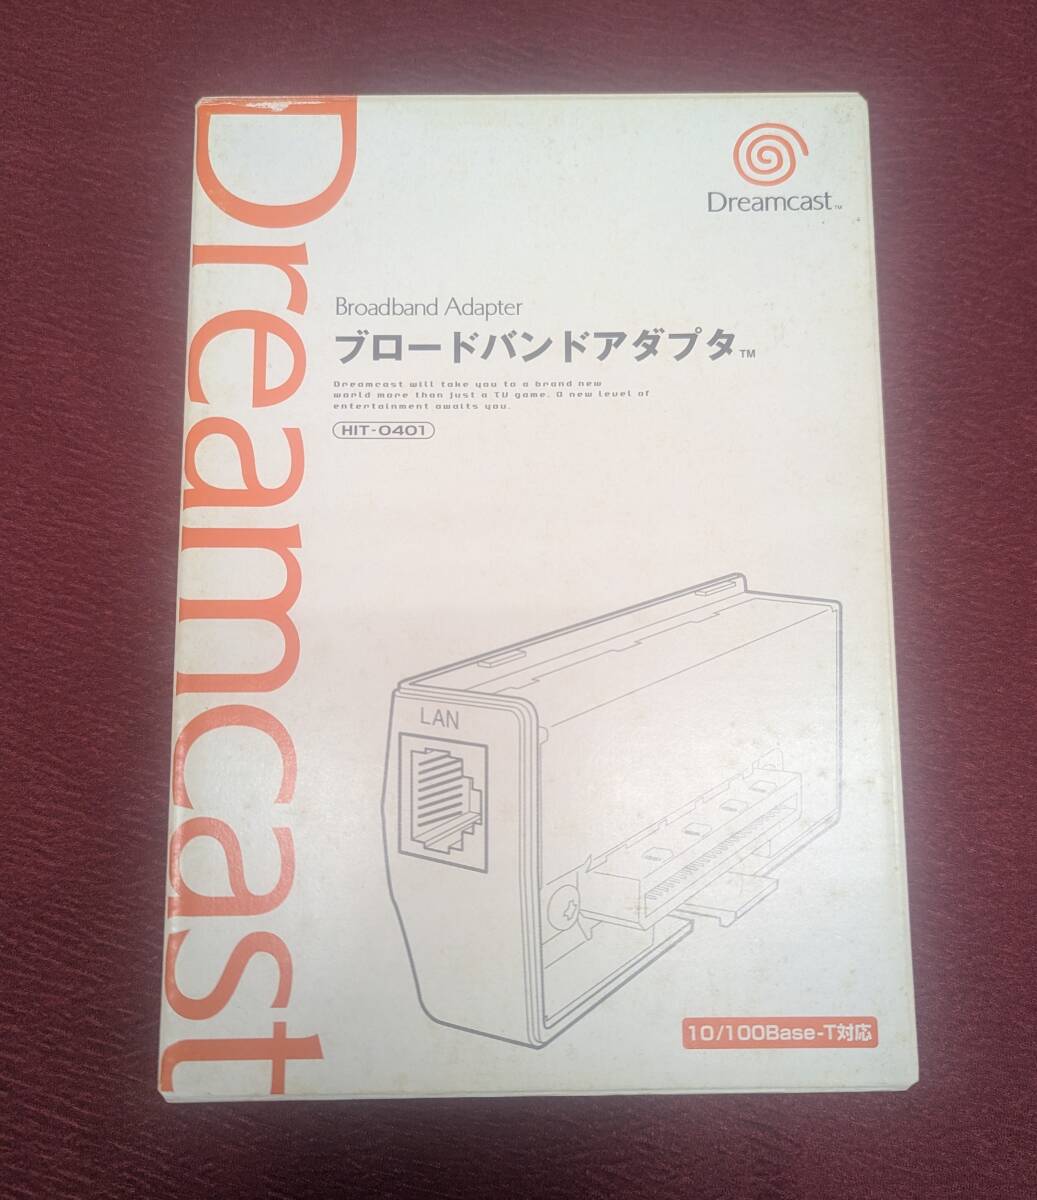 Dreamcast
Dreamcast™
Broadband Adapter
ブロードバンドアダプタ™
Dreamcast will take you to a brand new
world more than just a TV game. A new level of
entertainment awaits you.
HIT-0401
LAN
10/100Base-T対応